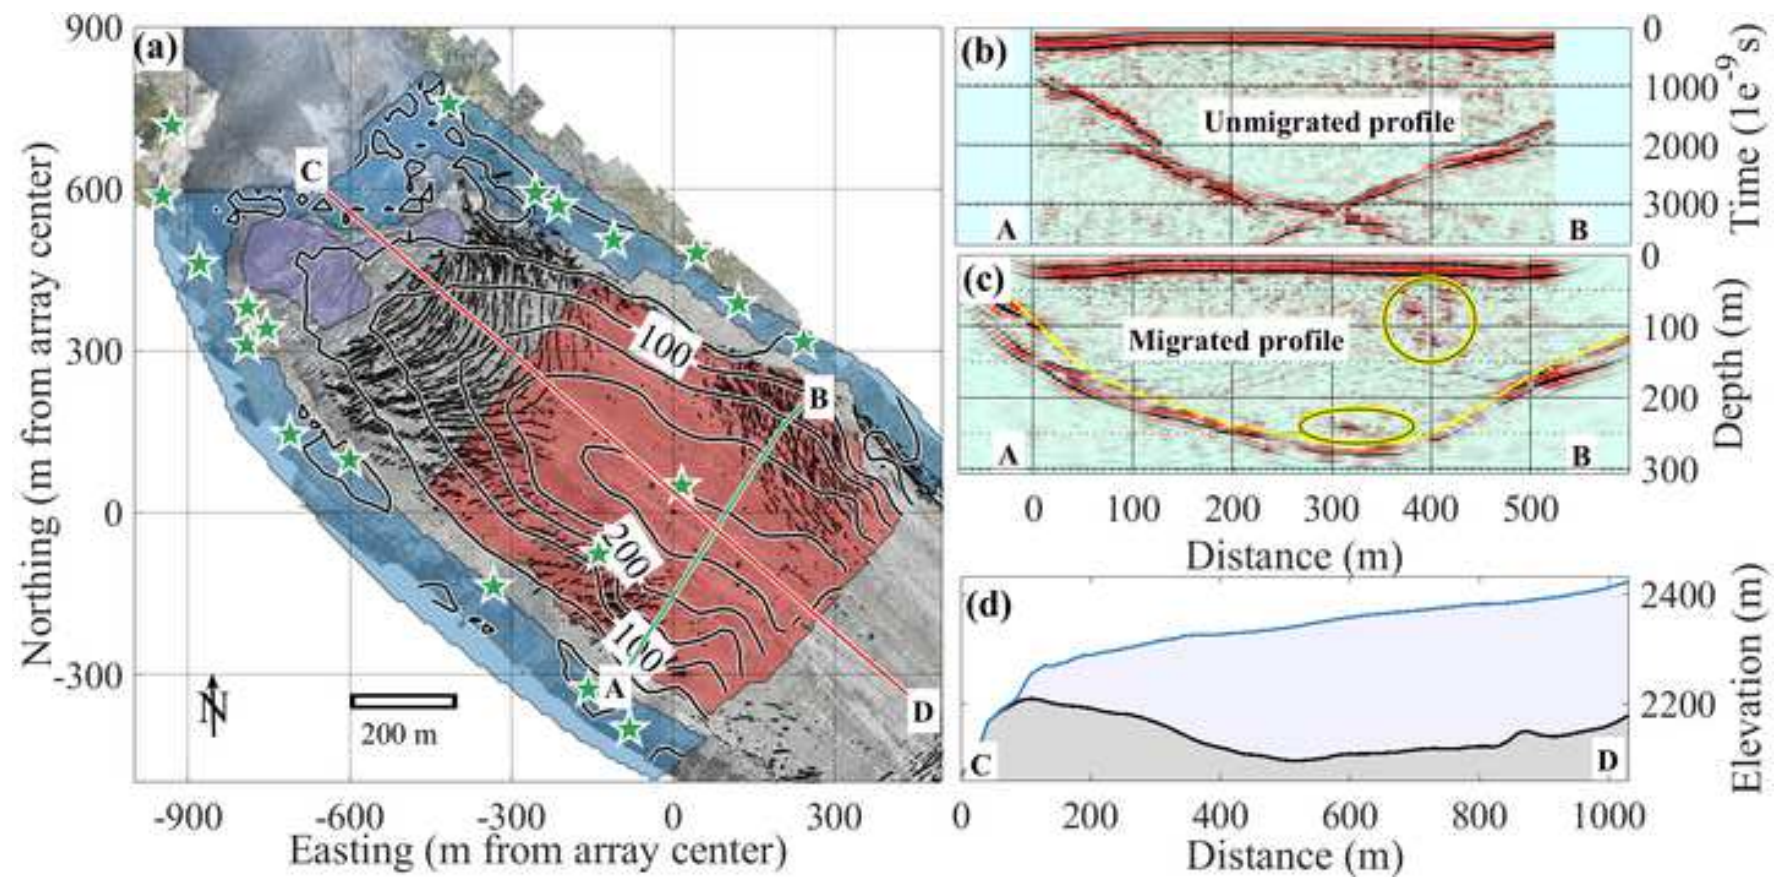 (a)
900
600
300
0
-300
Northing (m from array center)
C
100
B
200
100
A
D
N
200 m
-900
-600
-300
0
300
Easting (m from array center)
(b)
Unmigrated profile
A
B
0
1000
2000
3000
Time (1e⁻⁹ s)
(c)
Migrated profile
A
B
0
100
200
300
Depth (m)
0
100
200
300
400
500
Distance (m)
(d)
C
D
2400
2200
Elevation (m)
0
200
400
600
800
1000
Distance (m)